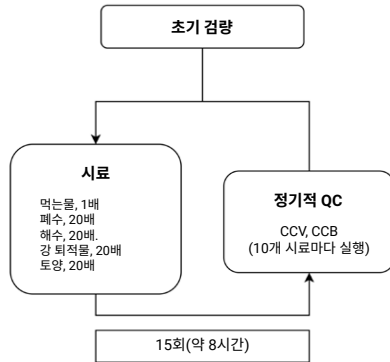 초기 검량
시료
먹는물, 1배
폐수, 20배
해수, 20배.
강 퇴적물, 20배
토양, 20배
정기적 QC
CCV, CCB
(10개 시료마다 실행)
15회(약 8시간)